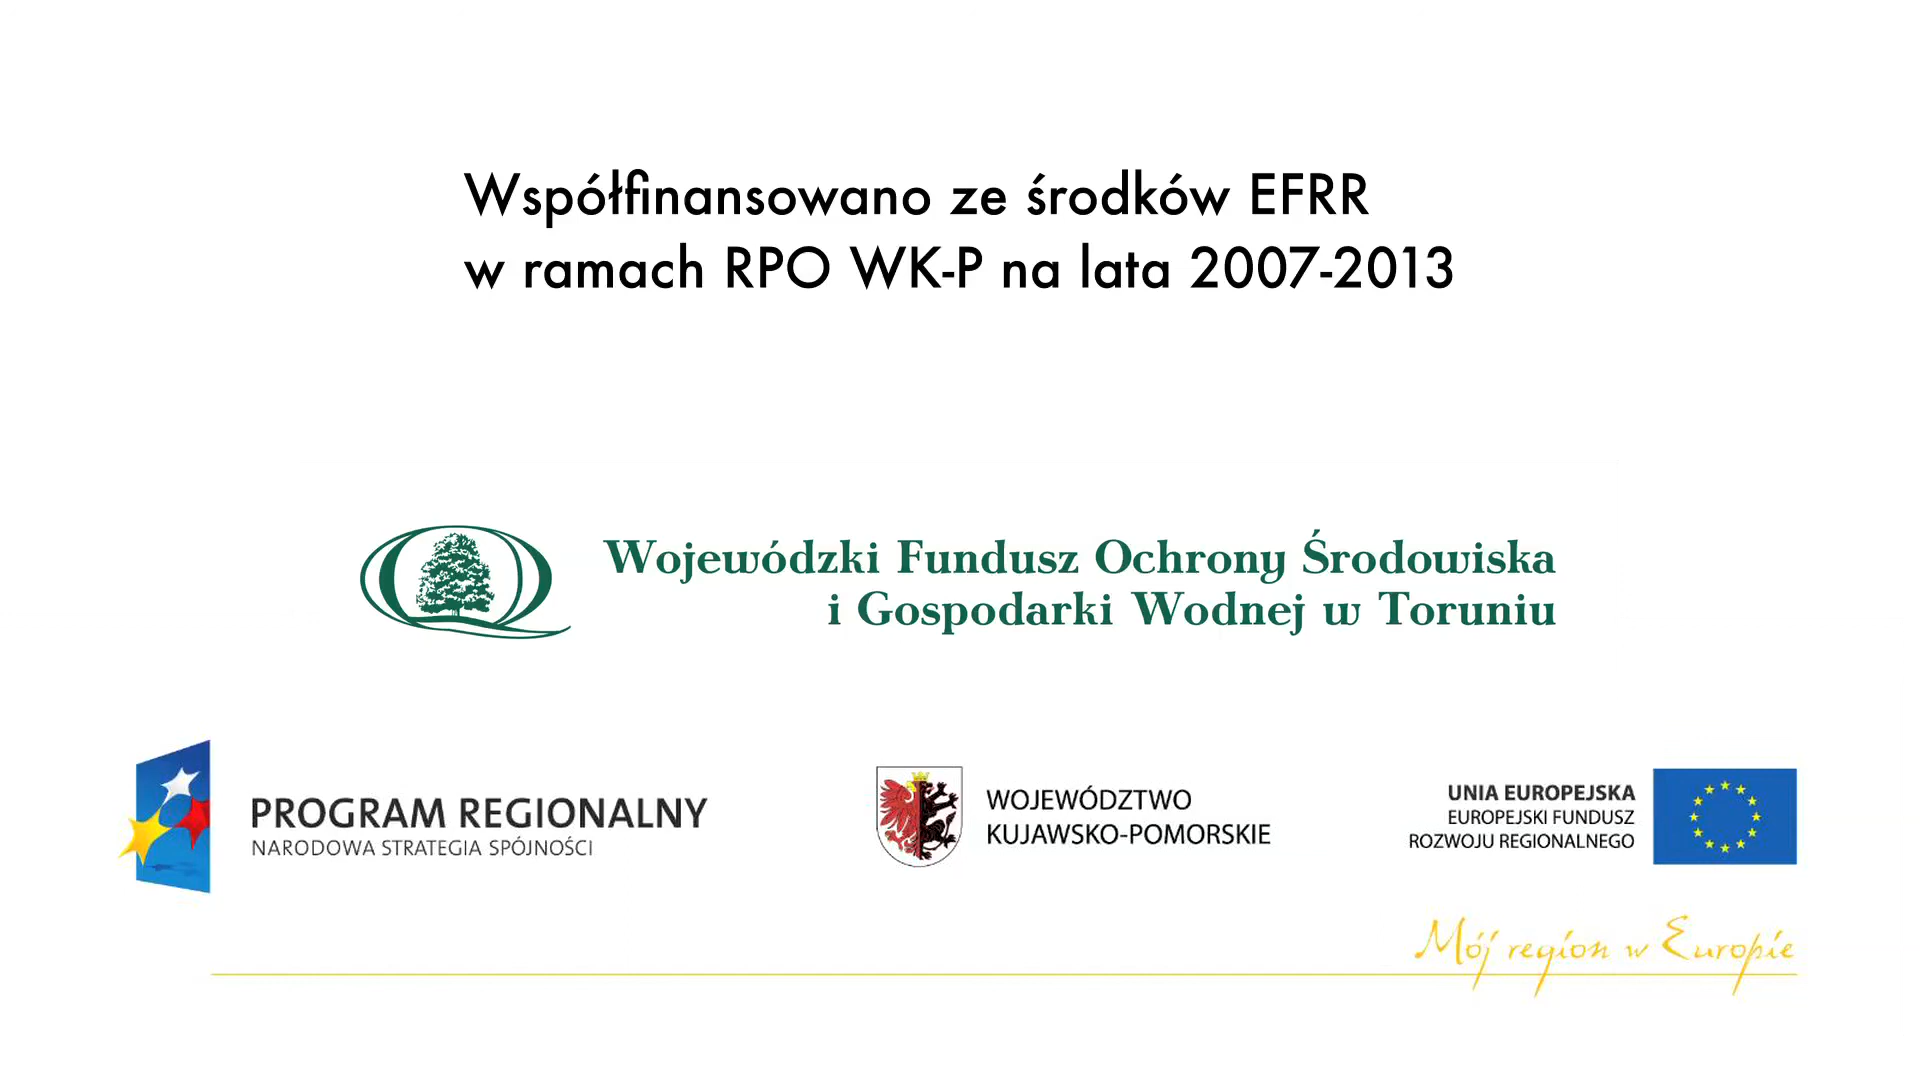 Współfinansowano ze środków EFRR
w ramach RPO WK-P na lata 2007-2013
Wojewódzki Fundusz Ochrony Środowiska
i Gospodarki Wodnej w Toruniu
PROGRAM REGIONALNY
NARODOWA STRATEGIA SPÓJNOŚCI
WOJEWÓDZTWO
KUJAWSKO-POMORSKIE
UNIA EUROPEJSKA
EUROPEJSKI FUNDUSZ
ROZWOJU REGIONALNEGO
Mój region w Europie